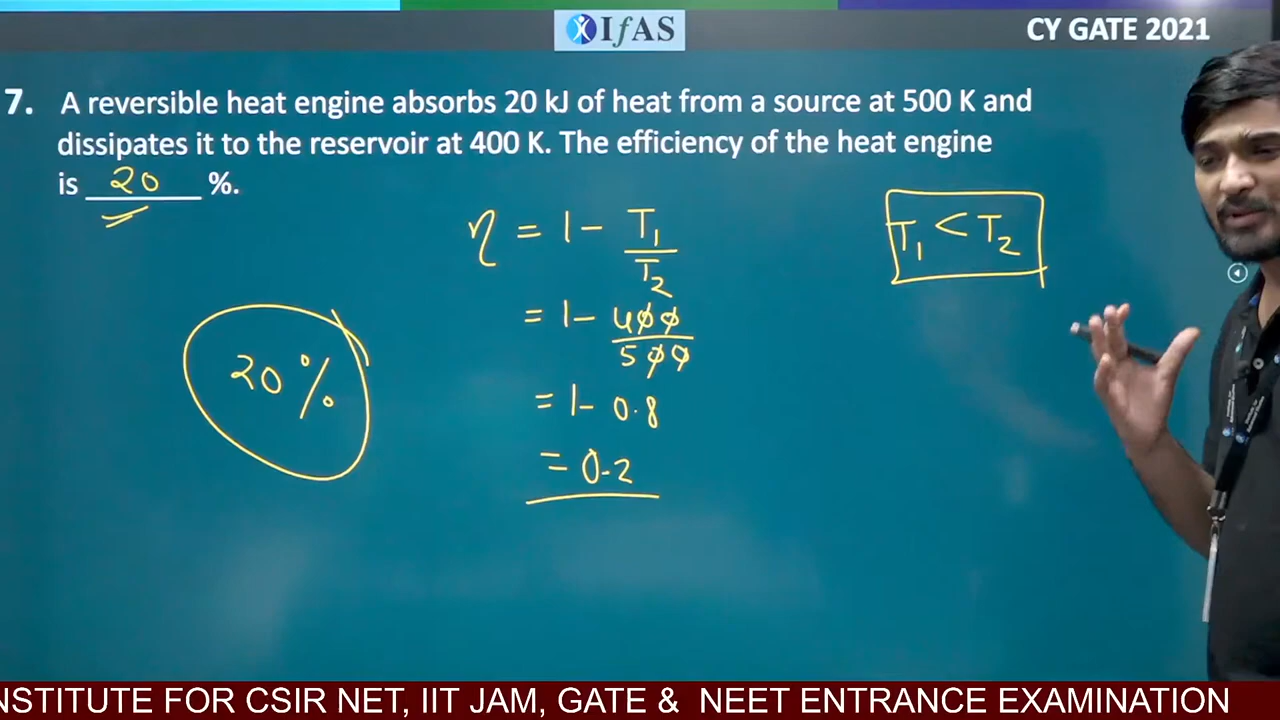 IfAS
CY GATE 2021
7. A reversible heat engine absorbs 20 kJ of heat from a source at 500 K and
dissipates it to the reservoir at 400 K. The efficiency of the heat engine
is 20 %.
η = 1 - T₁/T₂
T₁ < T₂
= 1 - 400/500
= 1 - 0.8
= 0.2
20 %
NSTITUTE FOR CSIR NET, IIT JAM, GATE & NEET ENTRANCE EXAMINATION